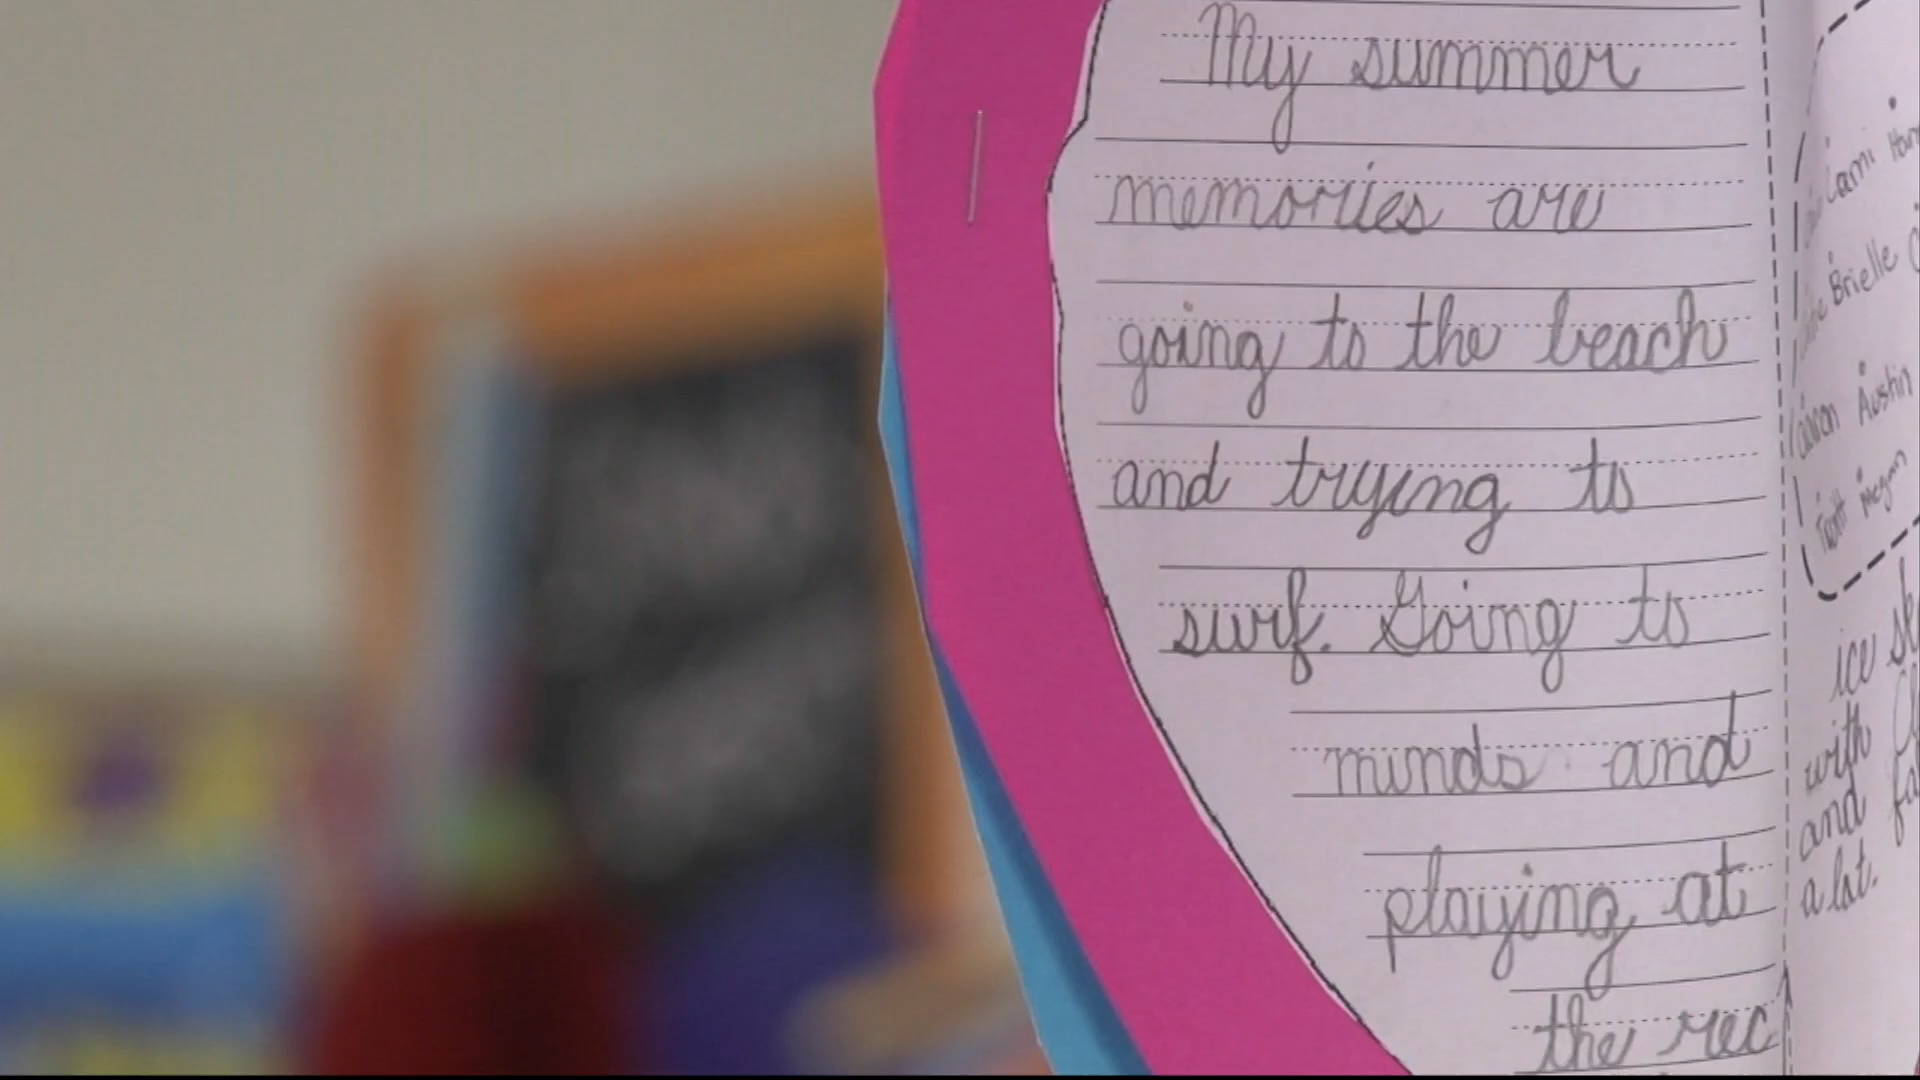 My summer
memories are
going to the beach
and trying to
surf. Going to
minds and
playing at
the rec
Cami
Brielle
Austin
Megan
ice
with
and
a lot.